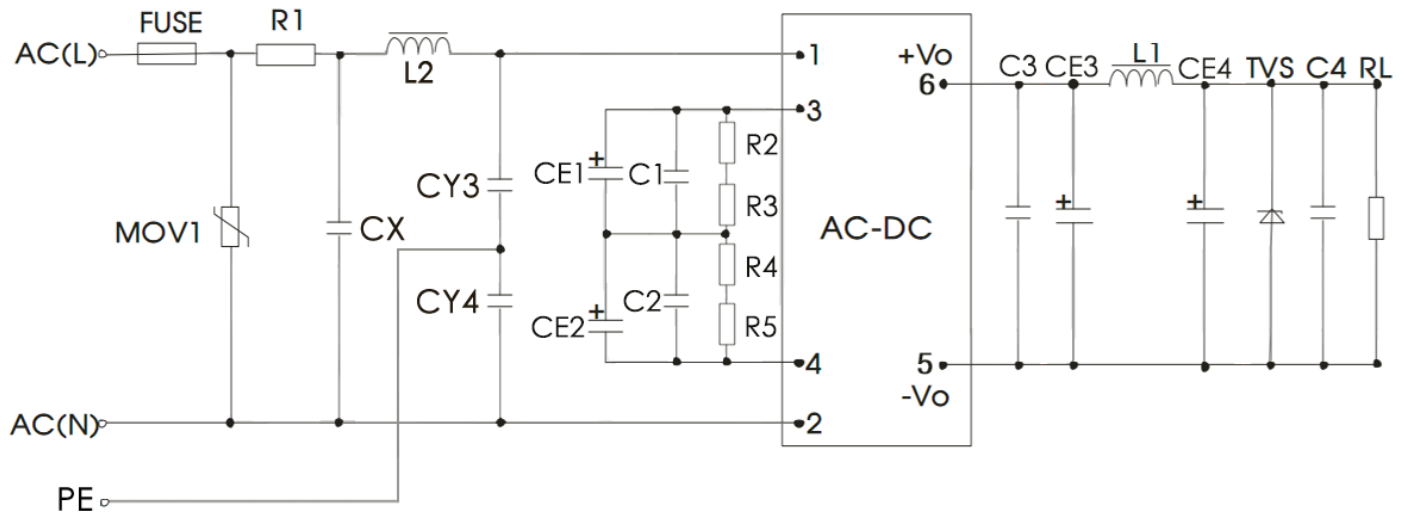 FUSE R1
AC(L) L2 1 +Vo C3 CE3 L1 CE4 TVS C4 RL
6
3
R2
CE1 + C1
CY3
R3
MOV1 CX AC-DC + +
R4
CY4 C2
CE2 + R5
4 5
-Vo
AC(N) 2
PE